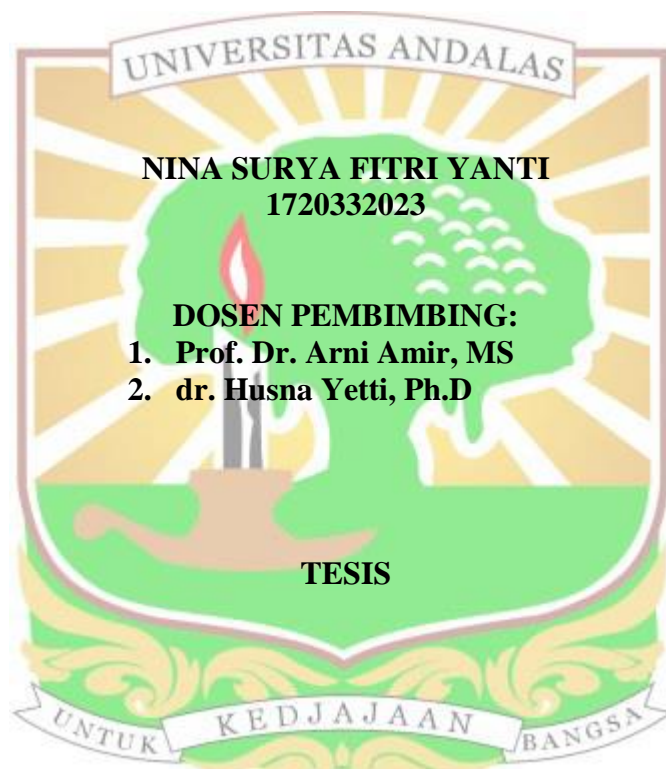 UNIVERSITAS ANDALAS
NINA SURYA FITRI YANTI
1720332023
DOSEN PEMBIMBING:
1. Prof. Dr. Arni Amir, MS
2. dr. Husna Yetti, Ph.D
TESIS
UNTUK KEDJAJAAN BANGSA